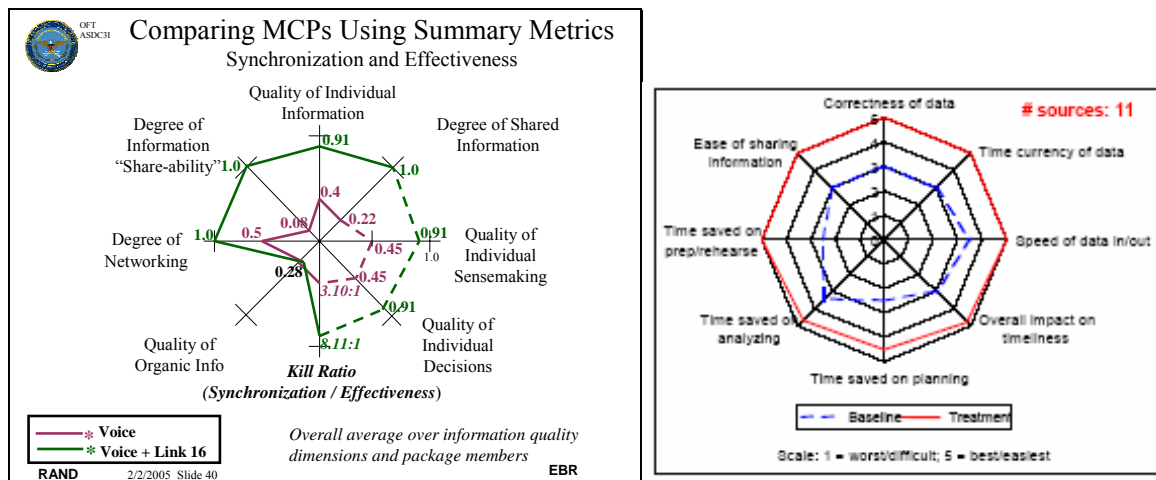 OFT
ASDC3I
Comparing MCPs Using Summary Metrics
Synchronization and Effectiveness
Quality of Individual
Information
Degree of
Information
“Share-ability”
Degree of Shared
Information
0.91
1.0
1.0
0.4
0.22
0.08
1.0
0.5
0.45
0.91
1.0
Degree of
Networking
Quality of
Individual
Sensemaking
0.28
0.45
3.10:1
0.91
8.11:1
Quality of
Organic Info
Quality of
Individual
Decisions
Kill Ratio
(Synchronization / Effectiveness)
* Voice
* Voice + Link 16
Overall average over information quality
dimensions and package members
RAND
2/2/2005 Slide 40
EBR
Correctness of data
# sources: 11
Ease of sharing
information
Time currency of data
5
4
3
2
1
0
Time saved on
prep/rehearse
Speed of data in/out
Time saved on
analyzing
Overall impact on
timeliness
Time saved on planning
Baseline
Treatment
Scale: 1 = worst/difficult; 5 = best/easiest